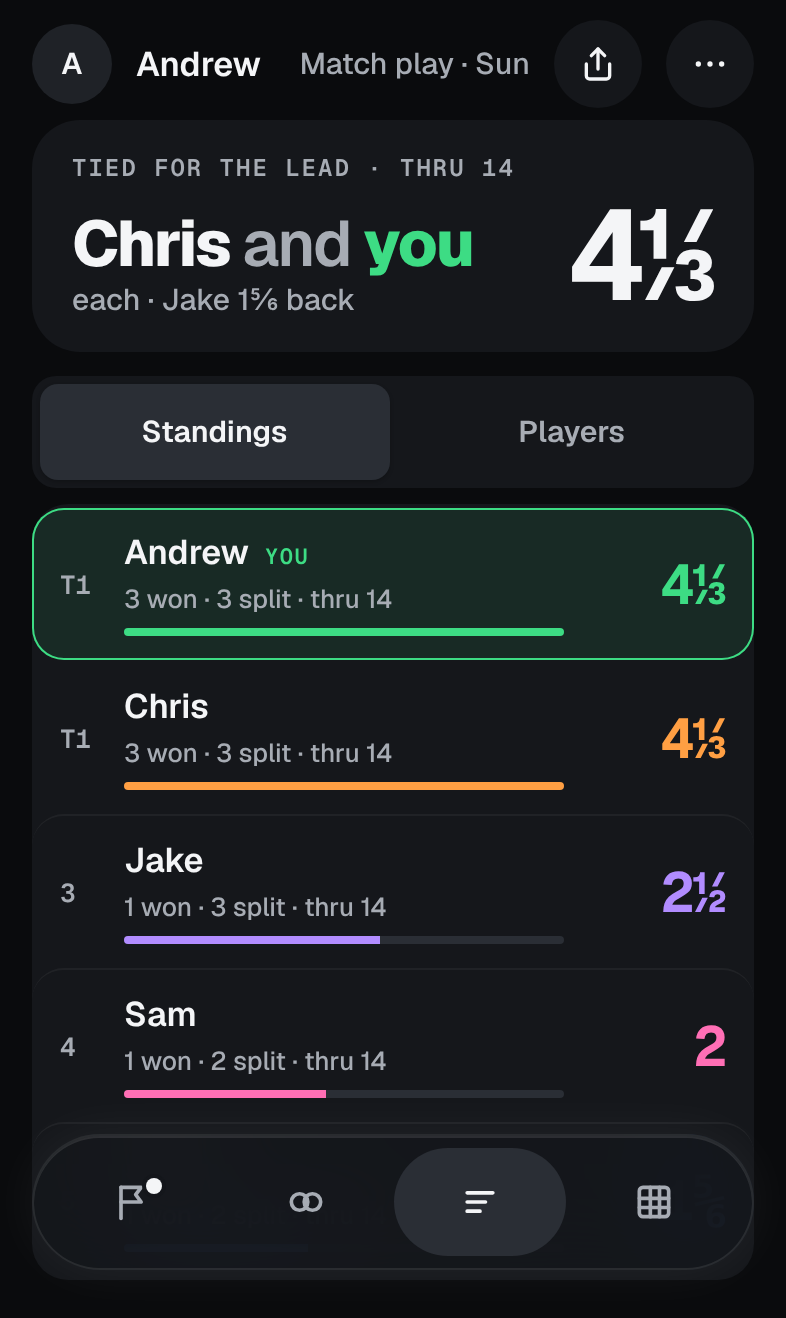 A Andrew Match play · Sun
TIED FOR THE LEAD · THRU 14
Chris and you 4⅓
each · Jake 1⅚ back
Standings Players
T1 Andrew YOU 4⅓
3 won · 3 split · thru 14
T1 Chris 4⅓
3 won · 3 split · thru 14
3 Jake 2½
1 won · 3 split · thru 14
4 Sam 2
1 won · 2 split · thru 14